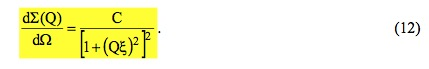 dΣ(Q)/dΩ = C/[1+(Qξ)²]². (12)